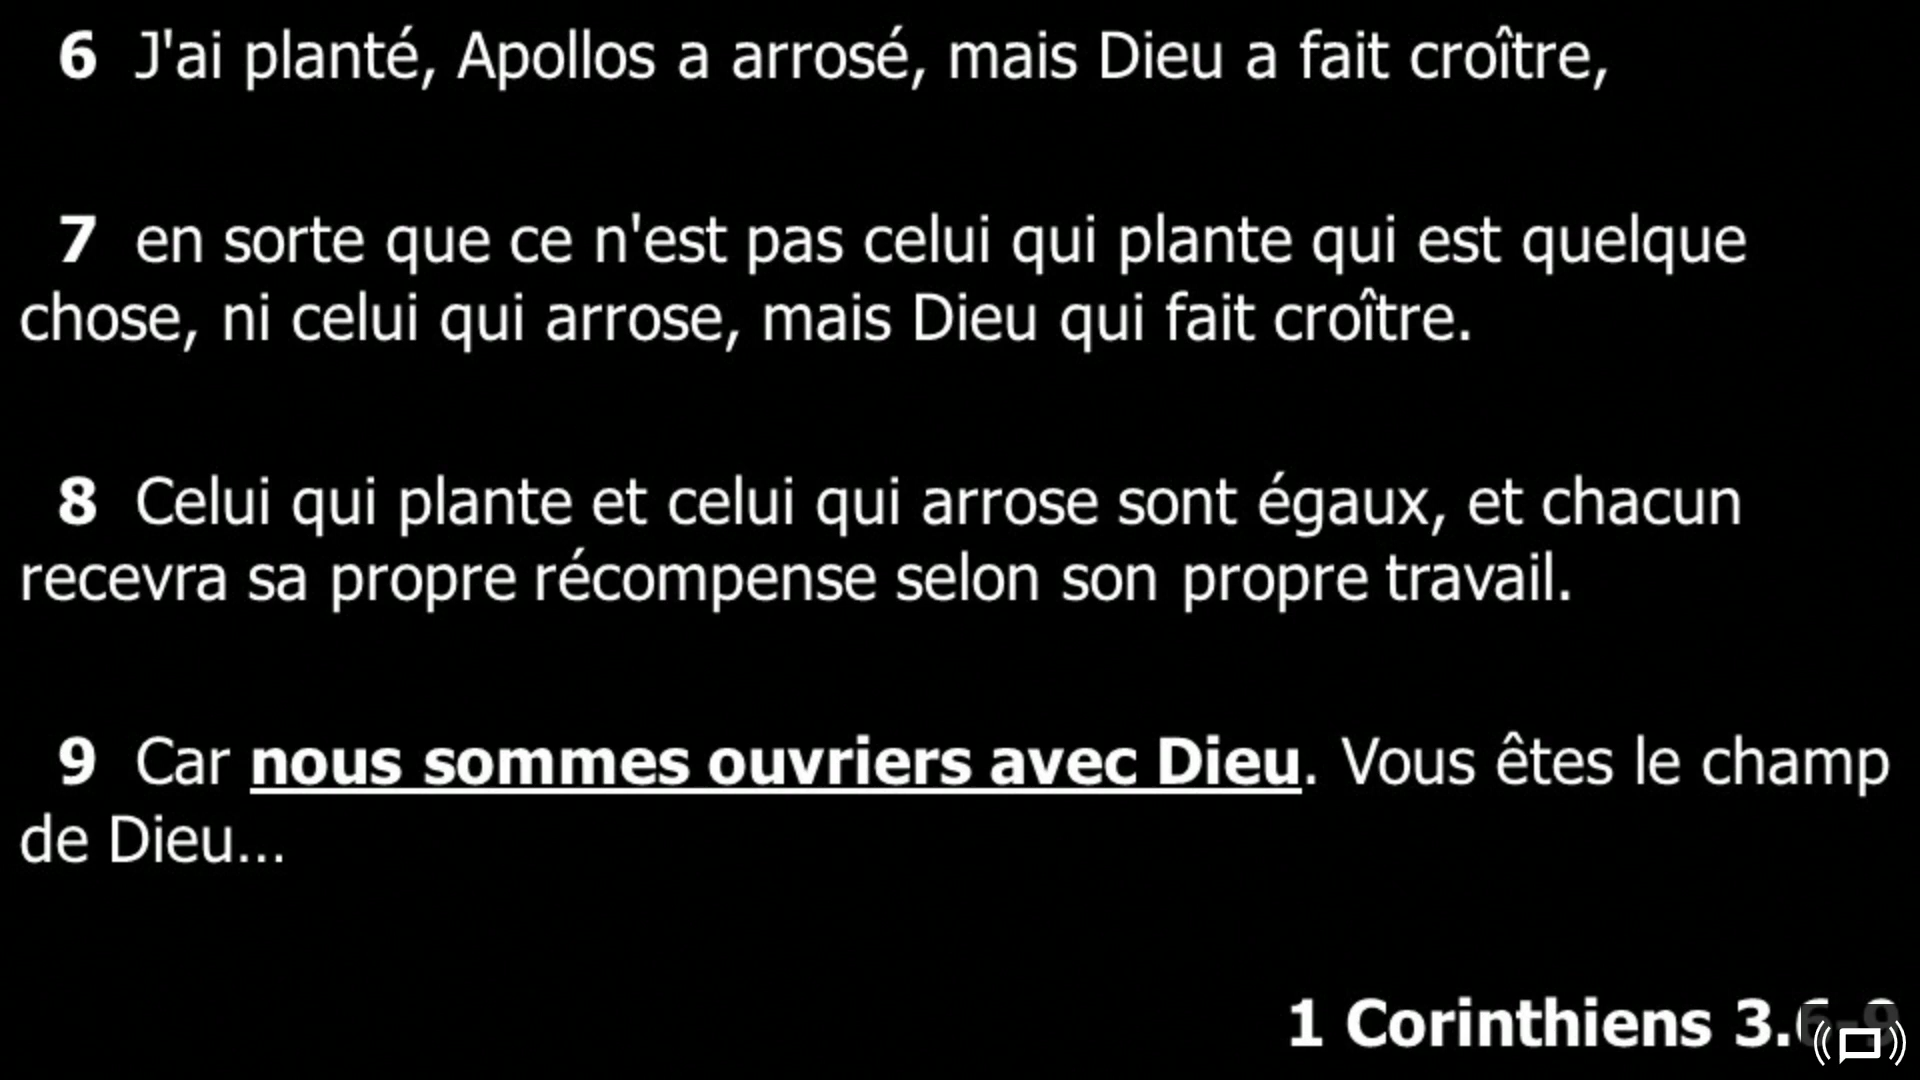 6 J'ai planté, Apollos a arrosé, mais Dieu a fait croître,
7 en sorte que ce n'est pas celui qui plante qui est quelque
chose, ni celui qui arrose, mais Dieu qui fait croître.
8 Celui qui plante et celui qui arrose sont égaux, et chacun
recevra sa propre récompense selon son propre travail.
9 Car nous sommes ouvriers avec Dieu. Vous êtes le champ
de Dieu...
1 Corinthiens 3.6-9